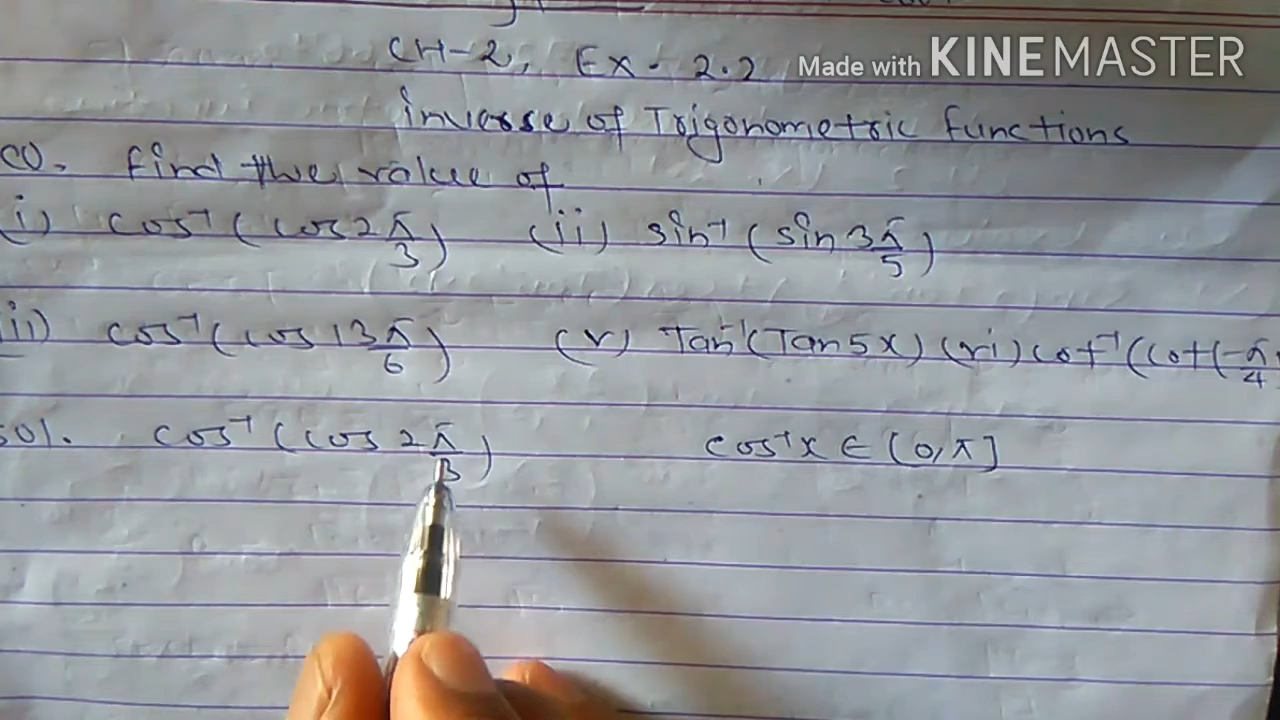 CH-2, EX- 2.2
Made with KINEMASTER
inverse of Trigonometric functions
find the value of
(i) cos⁻¹ (cos 2π/3) (ii) sin⁻¹ (sin 3π/5)
ii) cos⁻¹ (cos 13π/6) (v) Tan⁻¹ (Tan 5x) (vi) cot⁻¹ (cot (-π/4
sol. cos⁻¹ (cos 2π/3) cos⁻¹x ∈ [0,π]